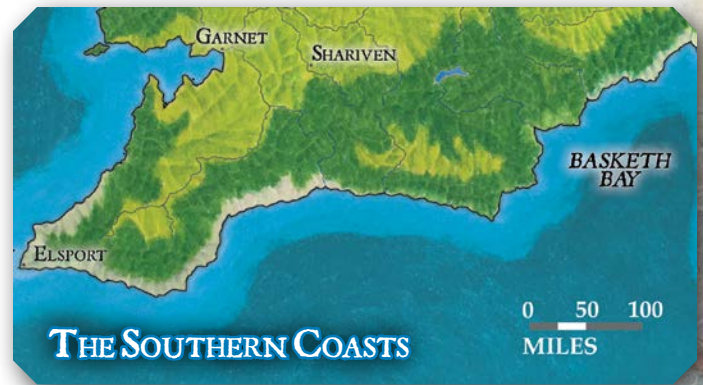 GARNET
SHARIVEN
BASKETH
BAY
ELSPORT
0 50 100
MILES
THE SOUTHERN COASTS